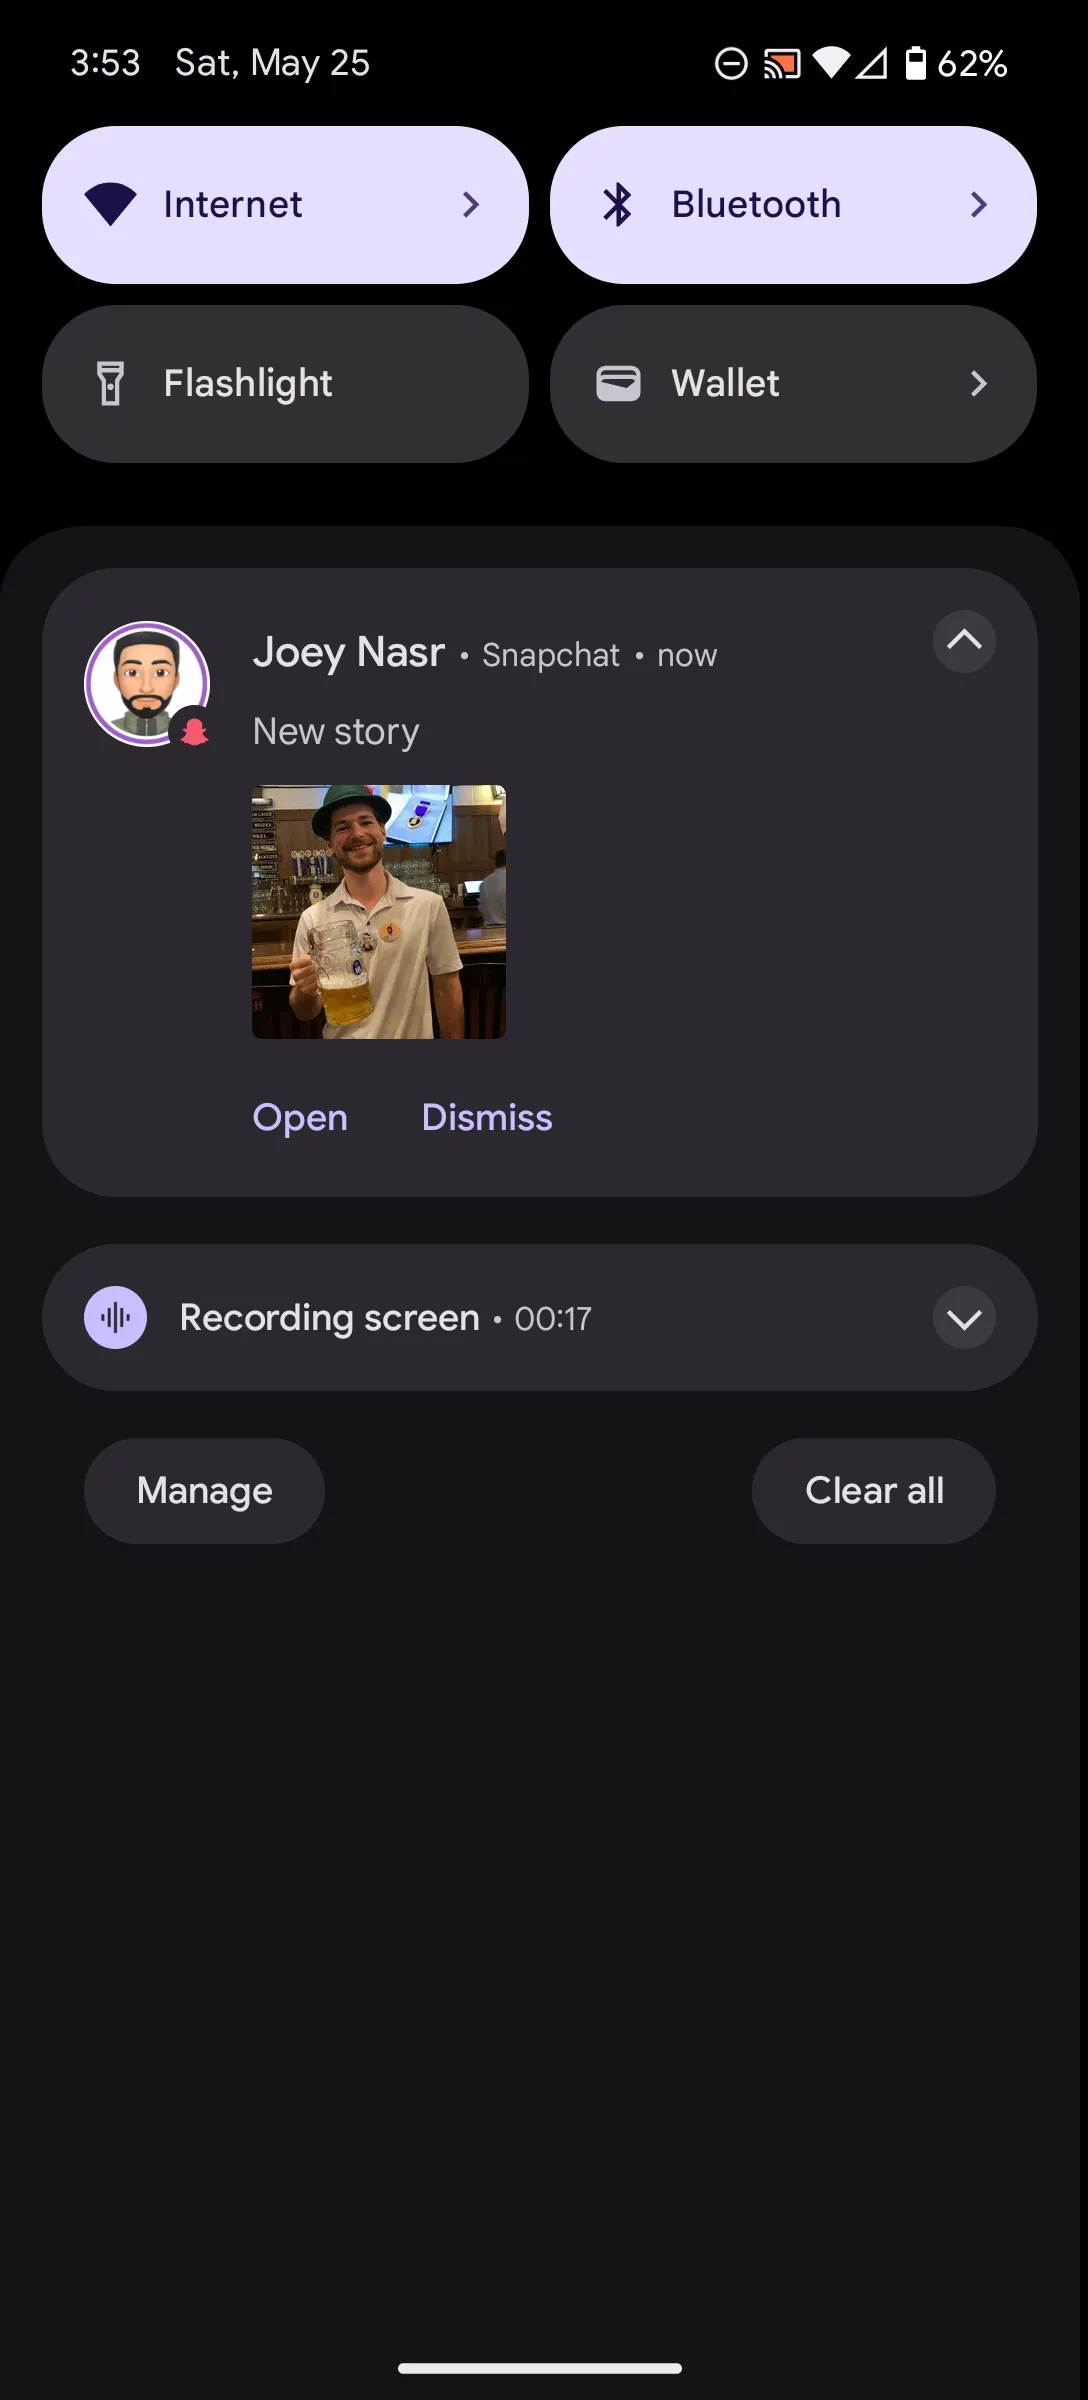 3:53 Sat, May 25 62%
Internet Bluetooth
Flashlight Wallet
Joey Nasr • Snapchat • now
New story
Open Dismiss
Recording screen • 00:17
Manage Clear all